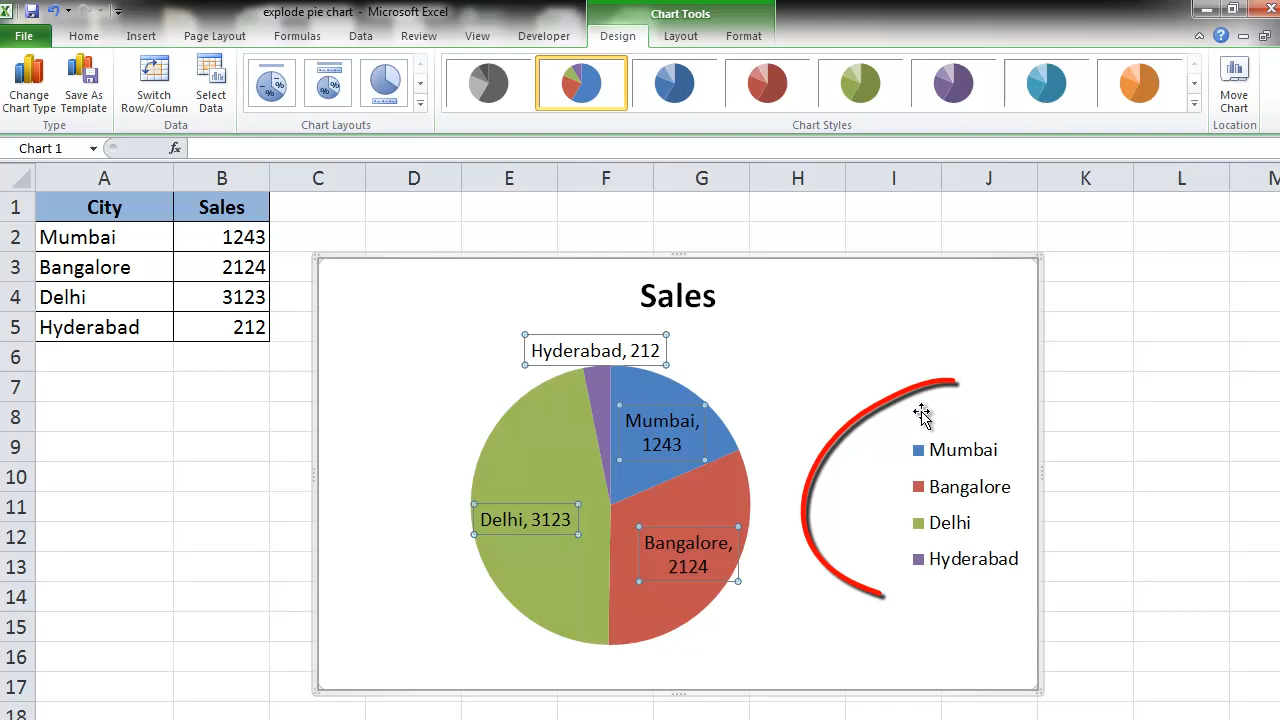 explode pie chart - Microsoft Excel
Chart Tools
File Home Insert Page Layout Formulas Data Review View Developer Design Layout Format
Change Chart Type
Save As Template
Switch Row/Column
Select Data
Move Chart
Type
Data
Chart Layouts
Chart Styles
Location
Chart 1
fx
A B C D E F G H I J K L M
1 City Sales
2 Mumbai 1243
3 Bangalore 2124
4 Delhi 3123
5 Hyderabad 212
6
7
8
9
10
11
12
13
14
15
16
17
18
Sales
Hyderabad, 212
Mumbai,
1243
Delhi, 3123
Bangalore,
2124
Mumbai
Bangalore
Delhi
Hyderabad